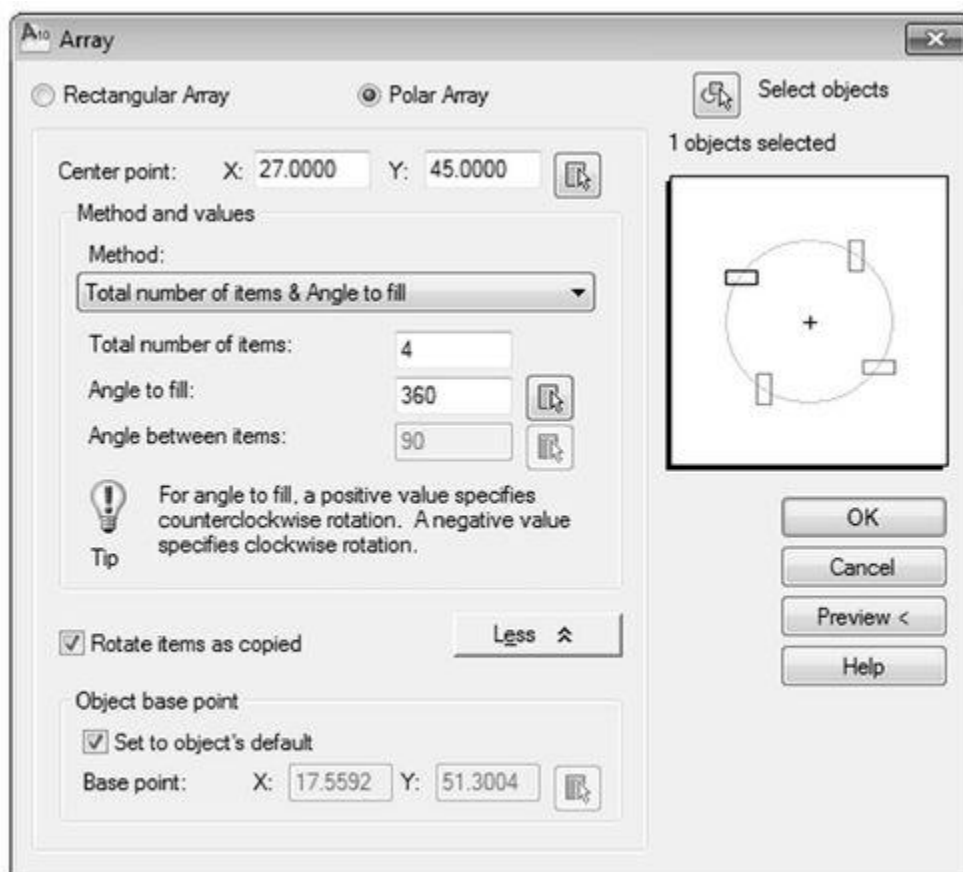 A10 Array
Rectangular Array Polar Array Select objects
1 objects selected
Center point: X: 27.0000 Y: 45.0000
Method and values
Method:
Total number of items & Angle to fill
Total number of items: 4
Angle to fill: 360
Angle between items: 90
For angle to fill, a positive value specifies
counterclockwise rotation. A negative value
specifies clockwise rotation.
Tip
OK
Cancel
Preview <
Help
Rotate items as copied Less
Object base point
Set to object's default
Base point: X: 17.5592 Y: 51.3004